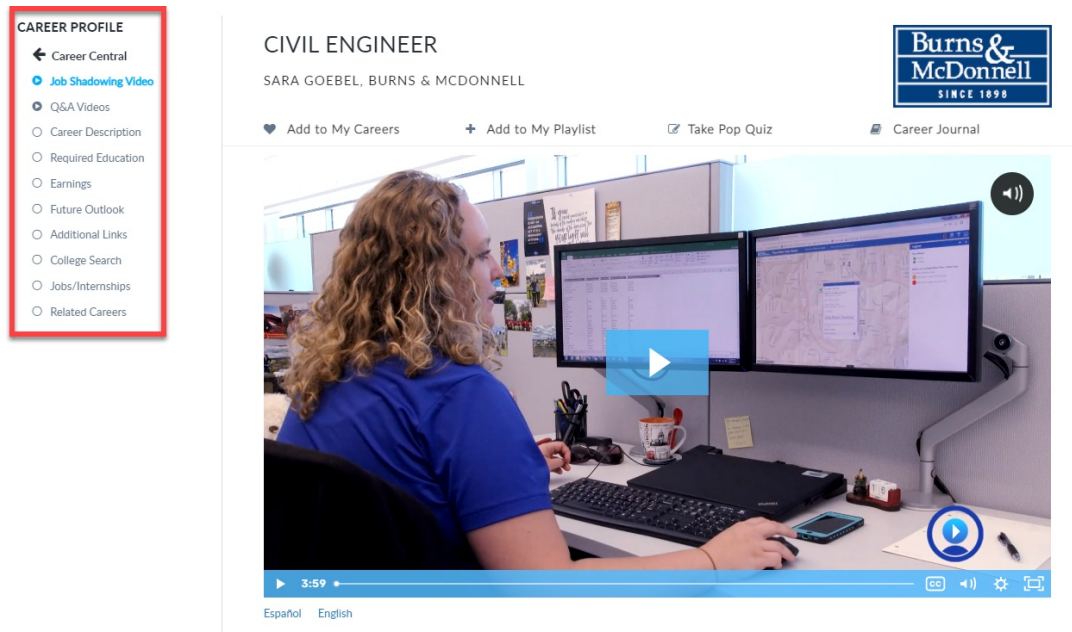 CAREER PROFILE
Career Central
Job Shadowing Video
Q&A Videos
Career Description
Required Education
Earnings
Future Outlook
Additional Links
College Search
Jobs/Internships
Related Careers
CIVIL ENGINEER
SARA GOEBEL, BURNS & MCDONNELL
Burns &
McDonnell
SINCE 1898
Add to My Careers
Add to My Playlist
Take Pop Quiz
Career Journal
3:59
CC
Español English